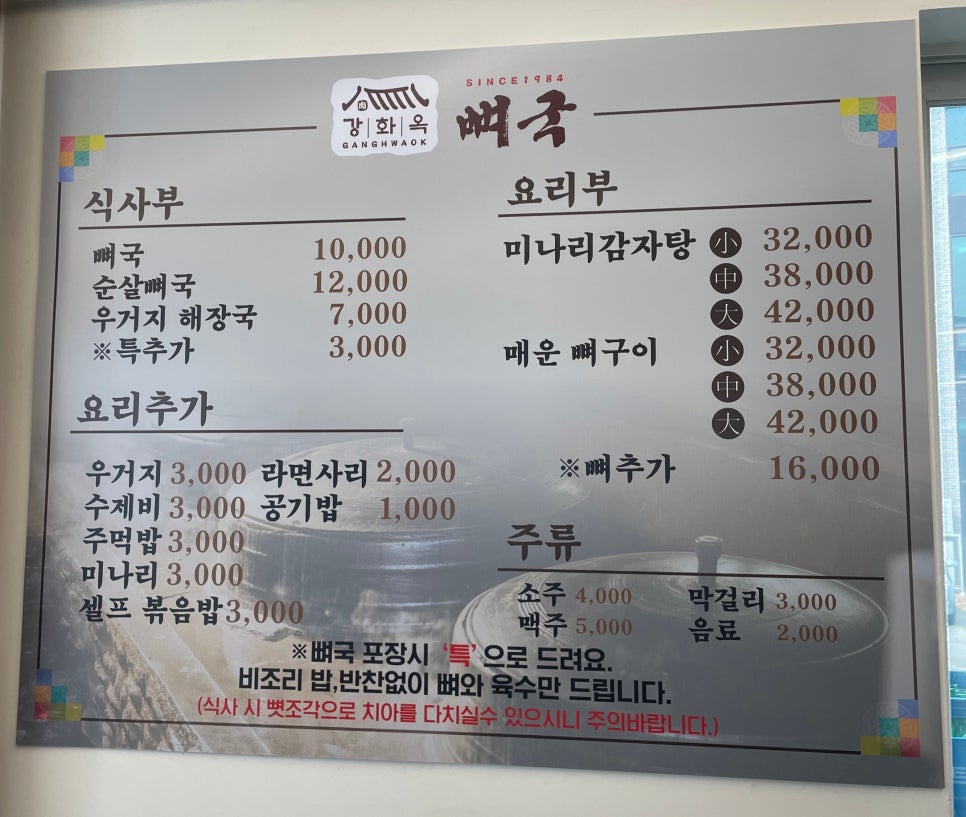 SINCE1984
강화옥
GANGHWAOK
뼈국
식사부
뼈국 10,000
순살뼈국 12,000
우거지 해장국 7,000
※특추가 3,000
요리추가
우거지 3,000 라면사리 2,000
수제비 3,000 공기밥 1,000
주먹밥 3,000
미나리 3,000
셀프 볶음밥 3,000
요리부
미나리감자탕 小 32,000
中 38,000
大 42,000
매운 뼈구이 小 32,000
中 38,000
大 42,000
※뼈추가 16,000
주류
소주 4,000 막걸리 3,000
맥주 5,000 음료 2,000
※뼈국 포장시 '특'으로 드려요.
비조리 밥,반찬없이 뼈와 육수만 드립니다.
(식사 시 뼛조각으로 치아를 다치실수 있으시니 주의바랍니다.)